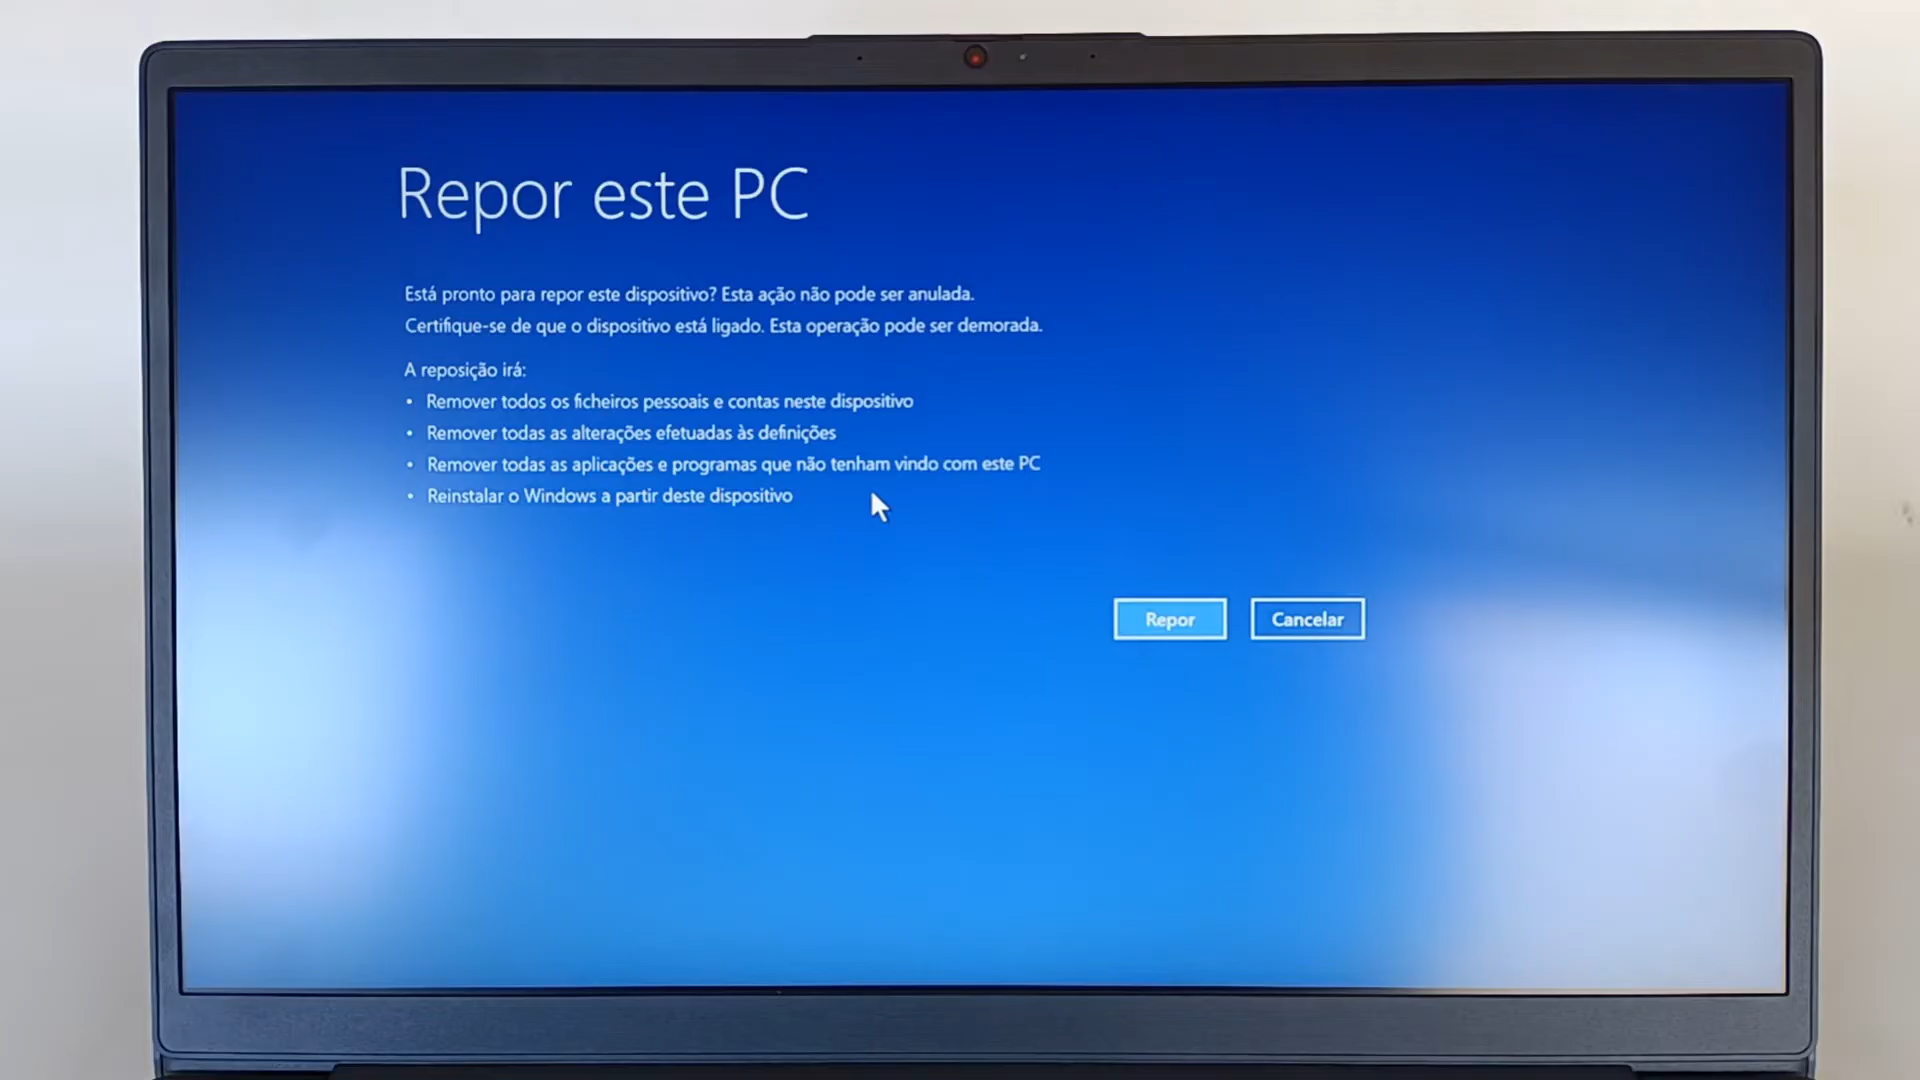 Repor este PC
Está pronto para repor este dispositivo? Esta ação não pode ser anulada.
Certifique-se de que o dispositivo está ligado. Esta operação pode ser demorada.
A reposição irá:
• Remover todos os ficheiros pessoais e contas neste dispositivo
• Remover todas as alterações efetuadas às definições
• Remover todas as aplicações e programas que não tenham vindo com este PC
• Reinstalar o Windows a partir deste dispositivo
Repor Cancelar